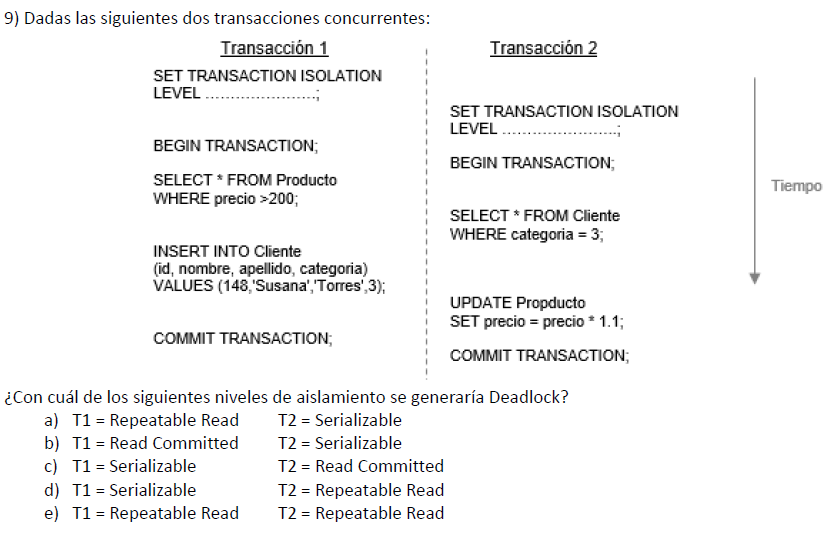 9) Dadas las siguientes dos transacciones concurrentes:
Transacción 1
SET TRANSACTION ISOLATION
LEVEL ........................;
BEGIN TRANSACTION;
SELECT * FROM Producto
WHERE precio >200;
INSERT INTO Cliente
(id, nombre, apellido, categoria)
VALUES (148,'Susana','Torres',3);
COMMIT TRANSACTION;
Transacción 2
SET TRANSACTION ISOLATION
LEVEL ........................;
BEGIN TRANSACTION;
SELECT * FROM Cliente
WHERE categoria = 3;
UPDATE Propducto
SET precio = precio * 1.1;
COMMIT TRANSACTION;
Tiempo
¿Con cuál de los siguientes niveles de aislamiento se generaría Deadlock?
a) T1 = Repeatable Read T2 = Serializable
b) T1 = Read Committed T2 = Serializable
c) T1 = Serializable T2 = Read Committed
d) T1 = Serializable T2 = Repeatable Read
e) T1 = Repeatable Read T2 = Repeatable Read